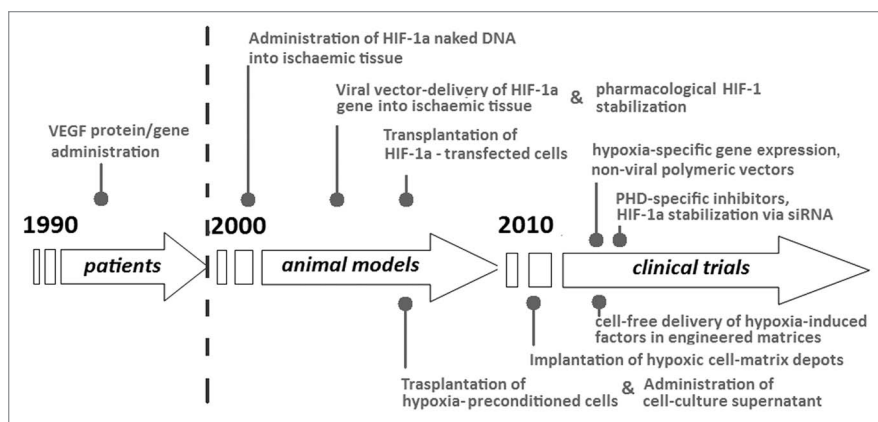 Administration of HIF-1a naked DNA
into ischaemic tissue
Viral vector-delivery of HIF-1a
gene into ischaemic tissue
&
pharmacological HIF-1
stabilization
VEGF protein/gene
administration
Transplantation of
HIF-1a - transfected cells
hypoxia-specific gene expression,
non-viral polymeric vectors
PHD-specific inhibitors,
HIF-1a stabilization via siRNA
1990
2000
2010
patients
animal models
clinical trials
cell-free delivery of hypoxia-induced
factors in engineered matrices
Implantation of hypoxic cell-matrix depots
Trasplantation of
hypoxia-preconditioned cells
&
Administration of
cell-culture supernatant